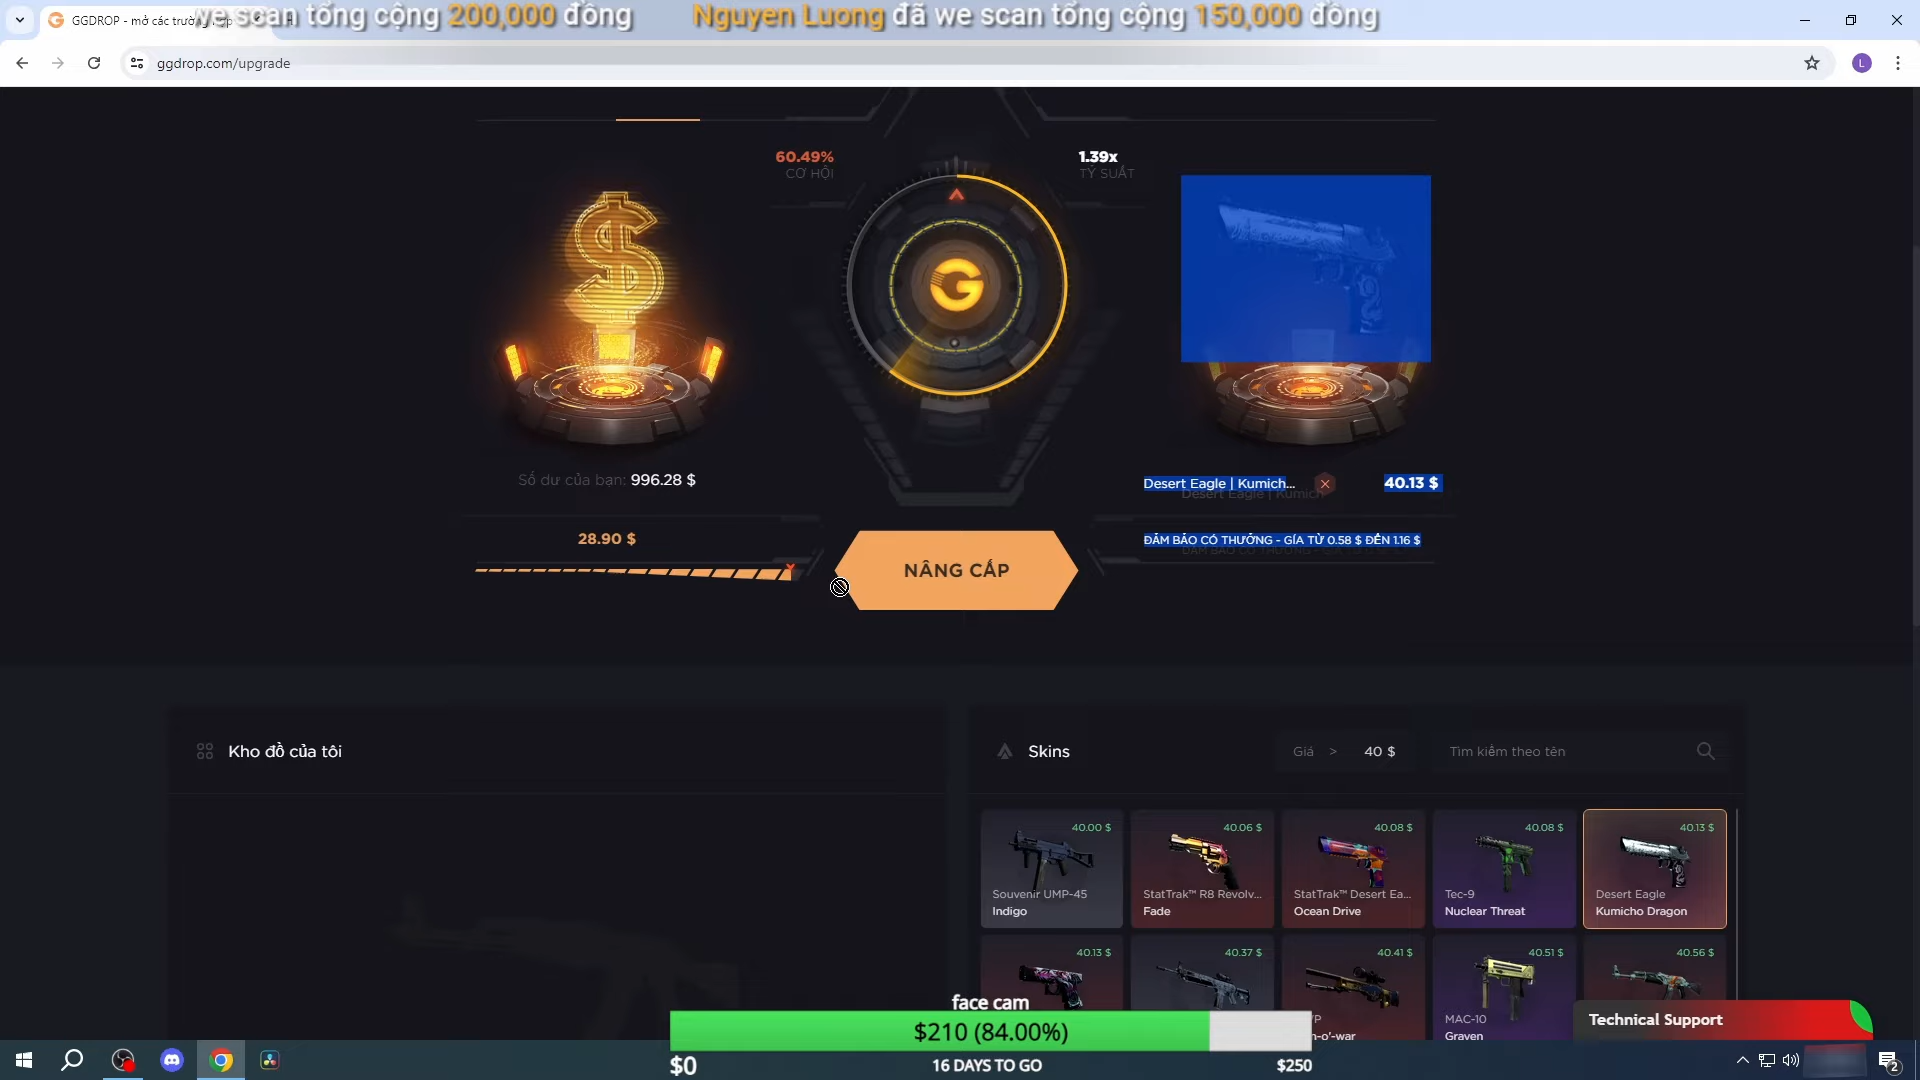 GGDROP - mở các trường hợp
we scan tổng cộng 200,000 đồng
Nguyen Luong đã we scan tổng cộng 150,000 đồng
ggdrop.com/upgrade
L
60.49%
CƠ HỘI
1.39x
TỶ SUẤT
Số dư của bạn: 996.28 $
Desert Eagle | Kumich...
40.13 $
Desert Eagle | Kumich
28.90 $
ĐẢM BẢO CÓ THƯỞNG - GÍA TỪ 0.58 $ ĐẾN 1.16 $
NÂNG CẤP
Kho đồ của tôi
Skins
Giá > 40 $
Tìm kiếm theo tên
40.00 $
Souvenir UMP-45
Indigo
40.06 $
StatTrak™ R8 Revolv...
Fade
40.08 $
StatTrak™ Desert Ea...
Ocean Drive
40.08 $
Tec-9
Nuclear Threat
40.13 $
Desert Eagle
Kumicho Dragon
40.13 $
40.37 $
40.41 $
n-o'-war
40.51 $
MAC-10
Graven
40.56 $
face cam
$210 (84.00%)
$0
16 DAYS TO GO
$250
Technical Support
2